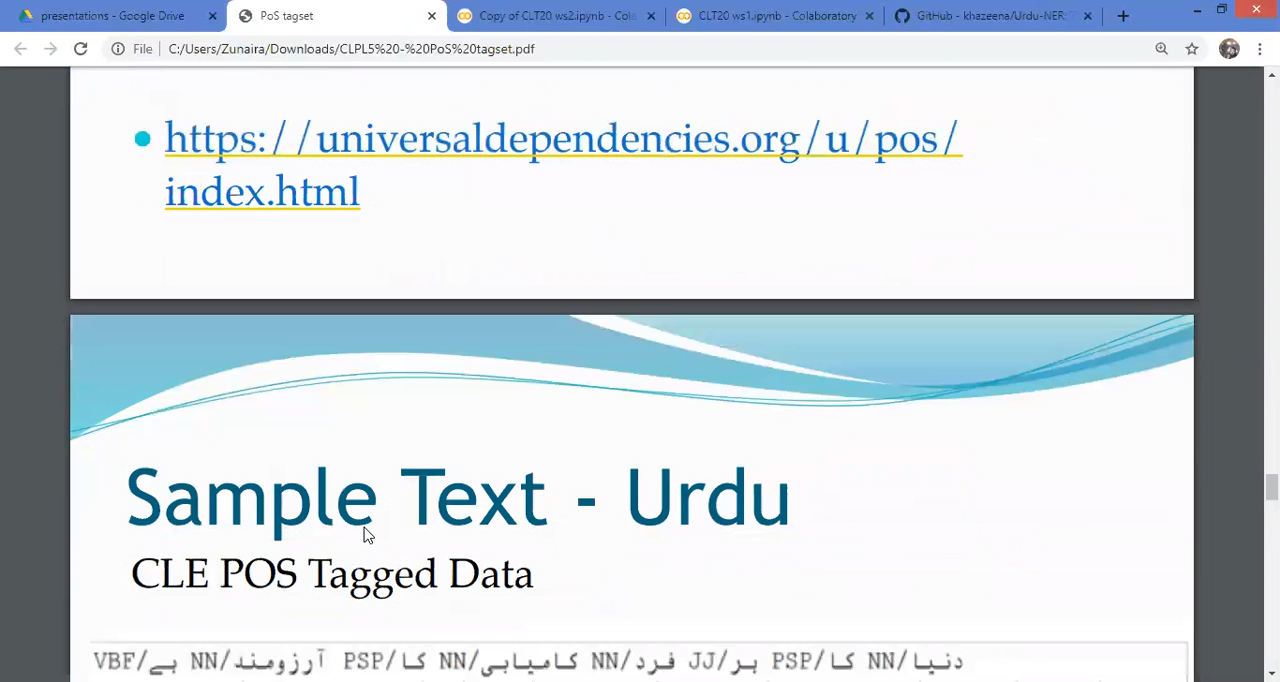 presentations - Google Drive
PoS tagset
Copy of CLT20 ws2.ipynb - Cola
CLT20 ws1.ipynb - Colaboratory
GitHub - khazeena/Urdu-NER:
File
C:/Users/Zunaira/Downloads/CLPL5%20-%20PoS%20tagset.pdf
https://universaldependencies.org/u/pos/
index.html
Sample Text - Urdu
CLE POS Tagged Data
دنیا/NN کا/PSP ہر/JJ فرد/NN کامیابی/NN کا/PSP آرزومند/NN ہے/VBF